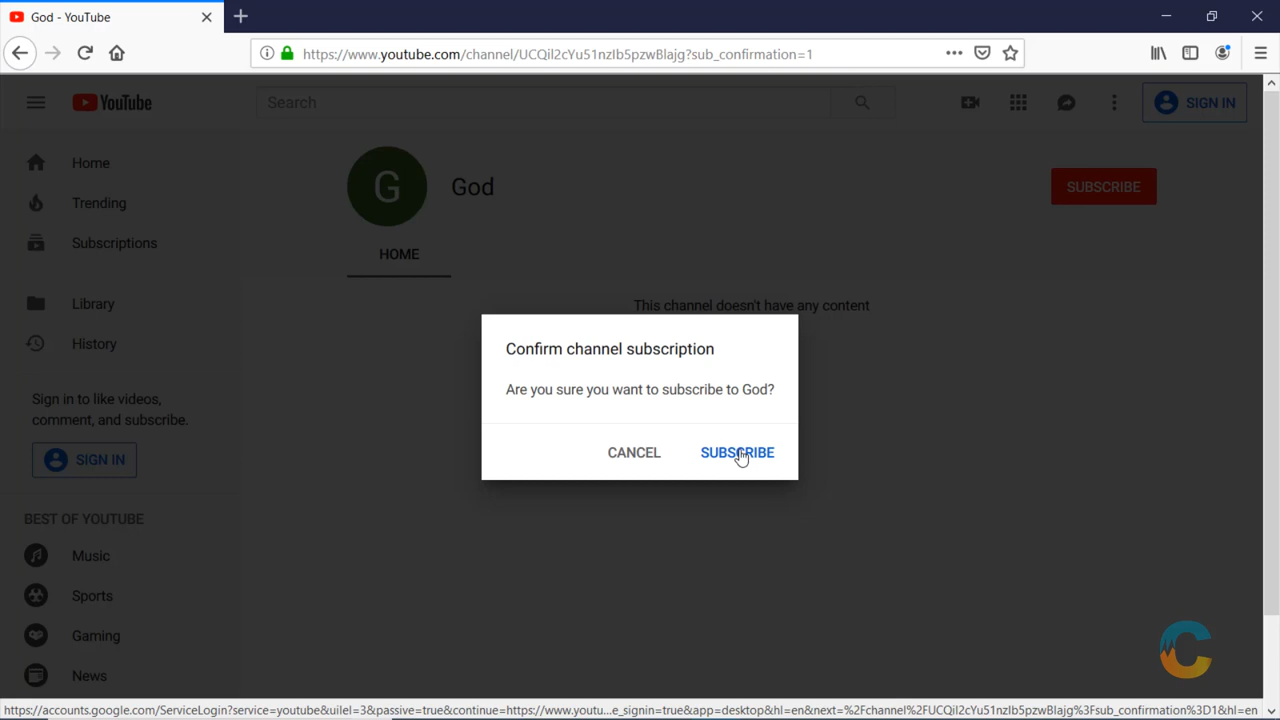 God - YouTube
https://www.youtube.com/channel/UCQil2cYu51nzIb5pzwBlajg?sub_confirmation=1
YouTube
Search
SIGN IN
Home
Trending
Subscriptions
Library
History
Sign in to like videos,
comment, and subscribe.
SIGN IN
BEST OF YOUTUBE
Music
Sports
Gaming
News
G
God
SUBSCRIBE
HOME
This channel doesn't have any content
Confirm channel subscription
Are you sure you want to subscribe to God?
CANCEL
SUBSCRIBE
C
https://accounts.google.com/ServiceLogin?service=youtube&uilel=3&passive=true&continue=https://www.youtu...e_signin=true&app=desktop&hl=en&next=%2Fchannel%2FUCQil2cYu51nzIb5pzwBlajg%3Fsub_confirmation%3D1&hl=en